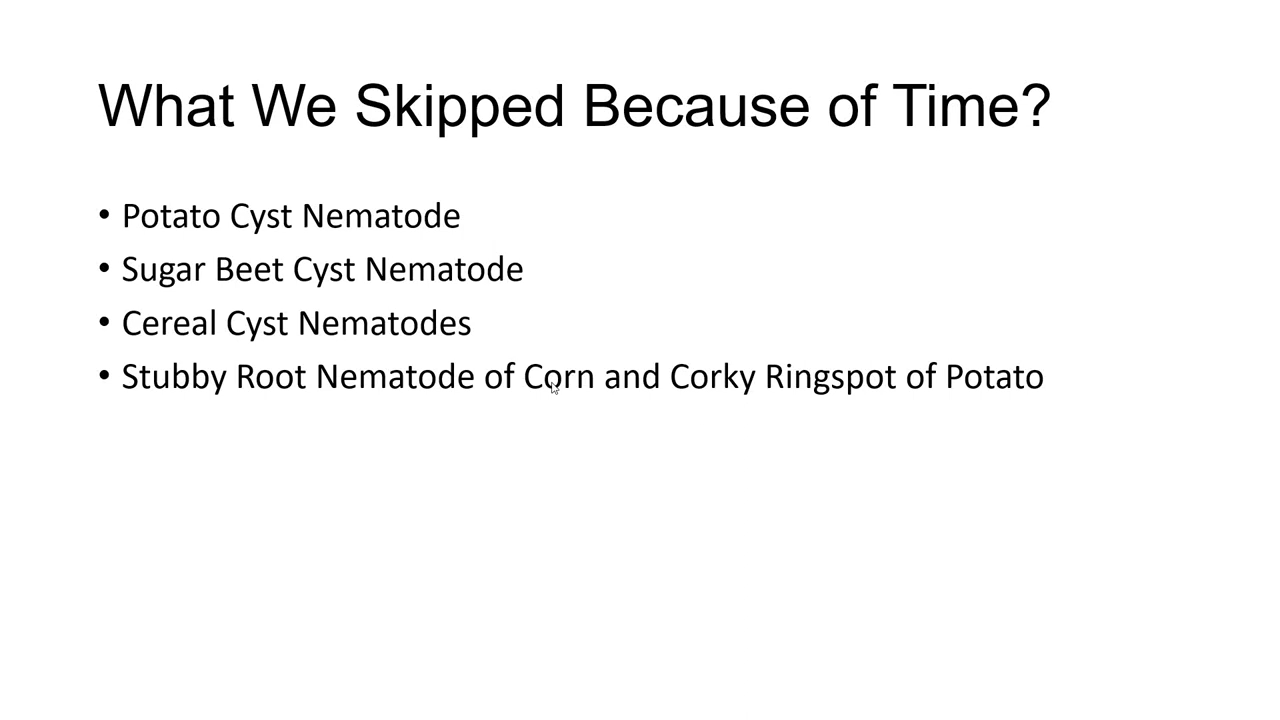 What We Skipped Because of Time?
• Potato Cyst Nematode
• Sugar Beet Cyst Nematode
• Cereal Cyst Nematodes
• Stubby Root Nematode of Corn and Corky Ringspot of Potato